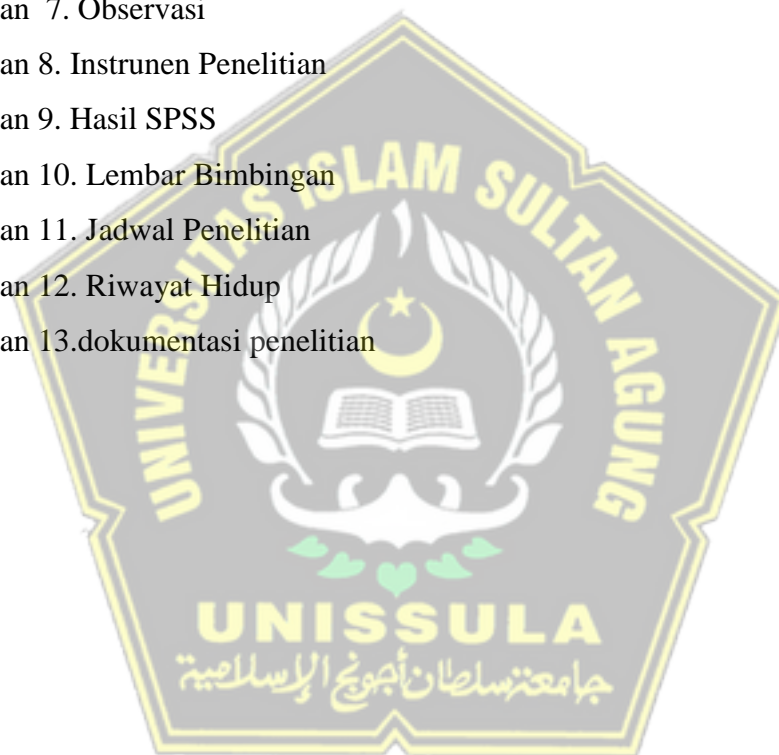 an 7. Observasi
an 8. Instrunen Penelitian
an 9. Hasil SPSS
an 10. Lembar Bimbingan
an 11. Jadwal Penelitian
an 12. Riwayat Hidup
an 13.dokumentasi penelitian
UNIVERSITAS ISLAM SULTAN AGUNG
UNISSULA
جامعة سلطان أجونج الإسلامية